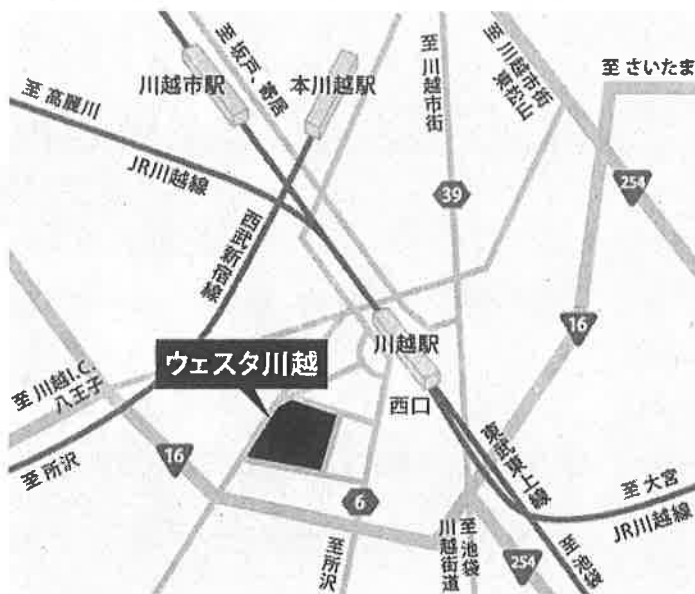 至 坂戸、寄居
川越市駅
本川越駅
至 川越市街
至 川越市街
東松山
至 さいたま
至 高麗川
JR川越線
西武新宿線
39
254
16
川越駅
ウェスタ川越
西口
至 川越I.C.
八王子
至 所沢
16
6
至 所沢
東武東上線
至 大宮
JR川越線
至 池袋
川越街道
254
至 池袋